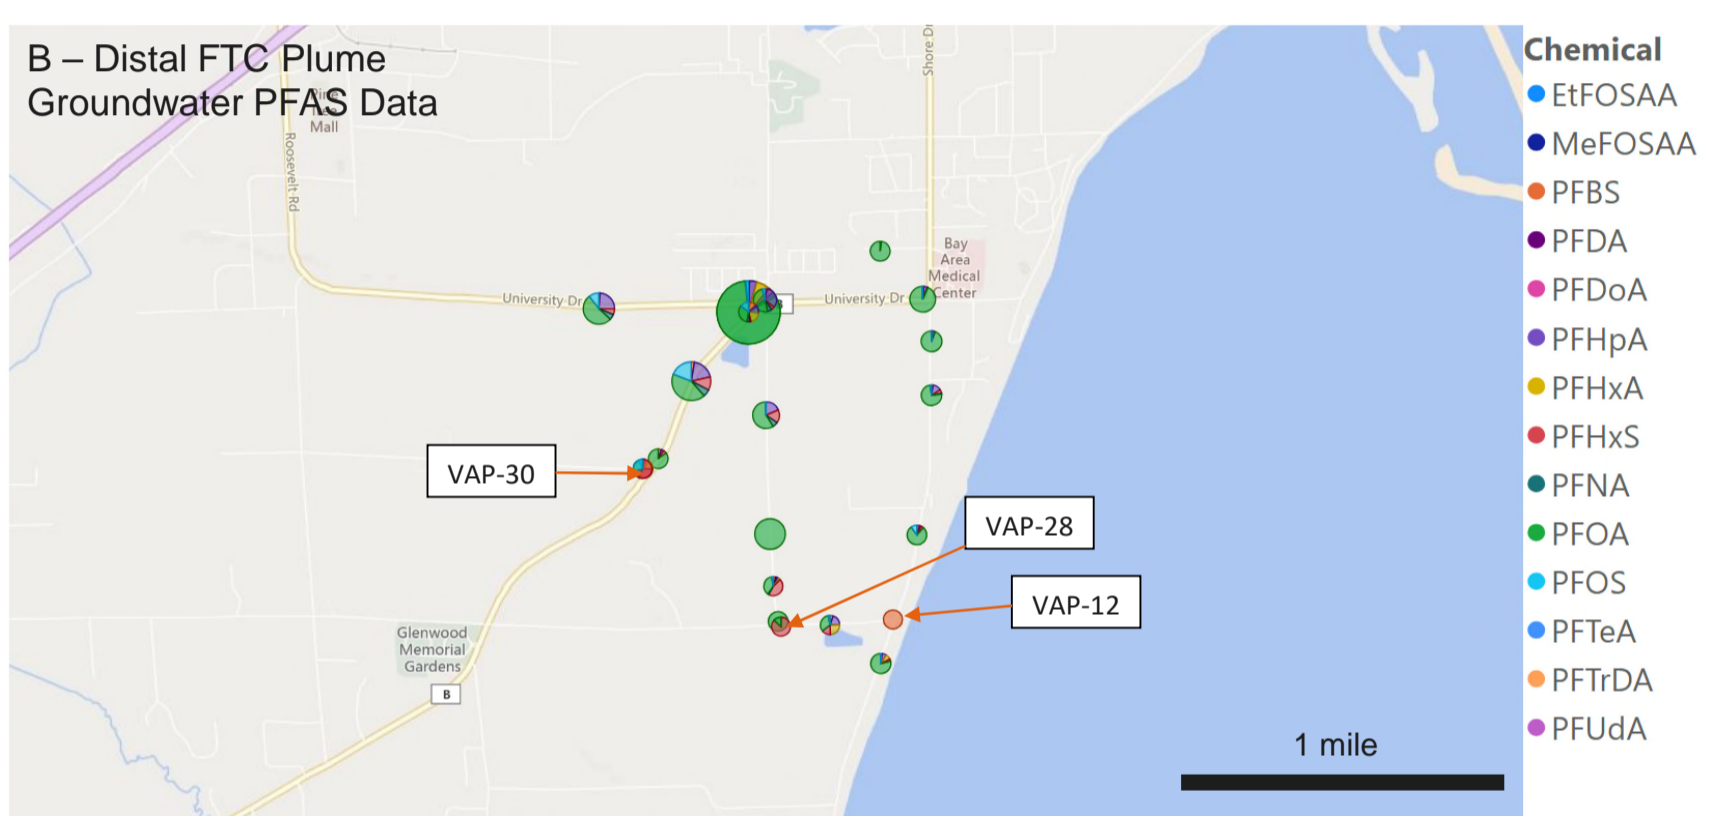 B – Distal FTC Plume
Groundwater PFAS Data
Mall
Roosevelt Rd
Shore Dr
University Dr
University Dr
Bay
Area
Medical
Center
VAP-30
VAP-28
VAP-12
Glenwood
Memorial
Gardens
B
1 mile
Chemical
EtFOSAA
MeFOSAA
PFBS
PFDA
PFDoA
PFHpA
PFHxA
PFHxS
PFNA
PFOA
PFOS
PFTeA
PFTrDA
PFUdA